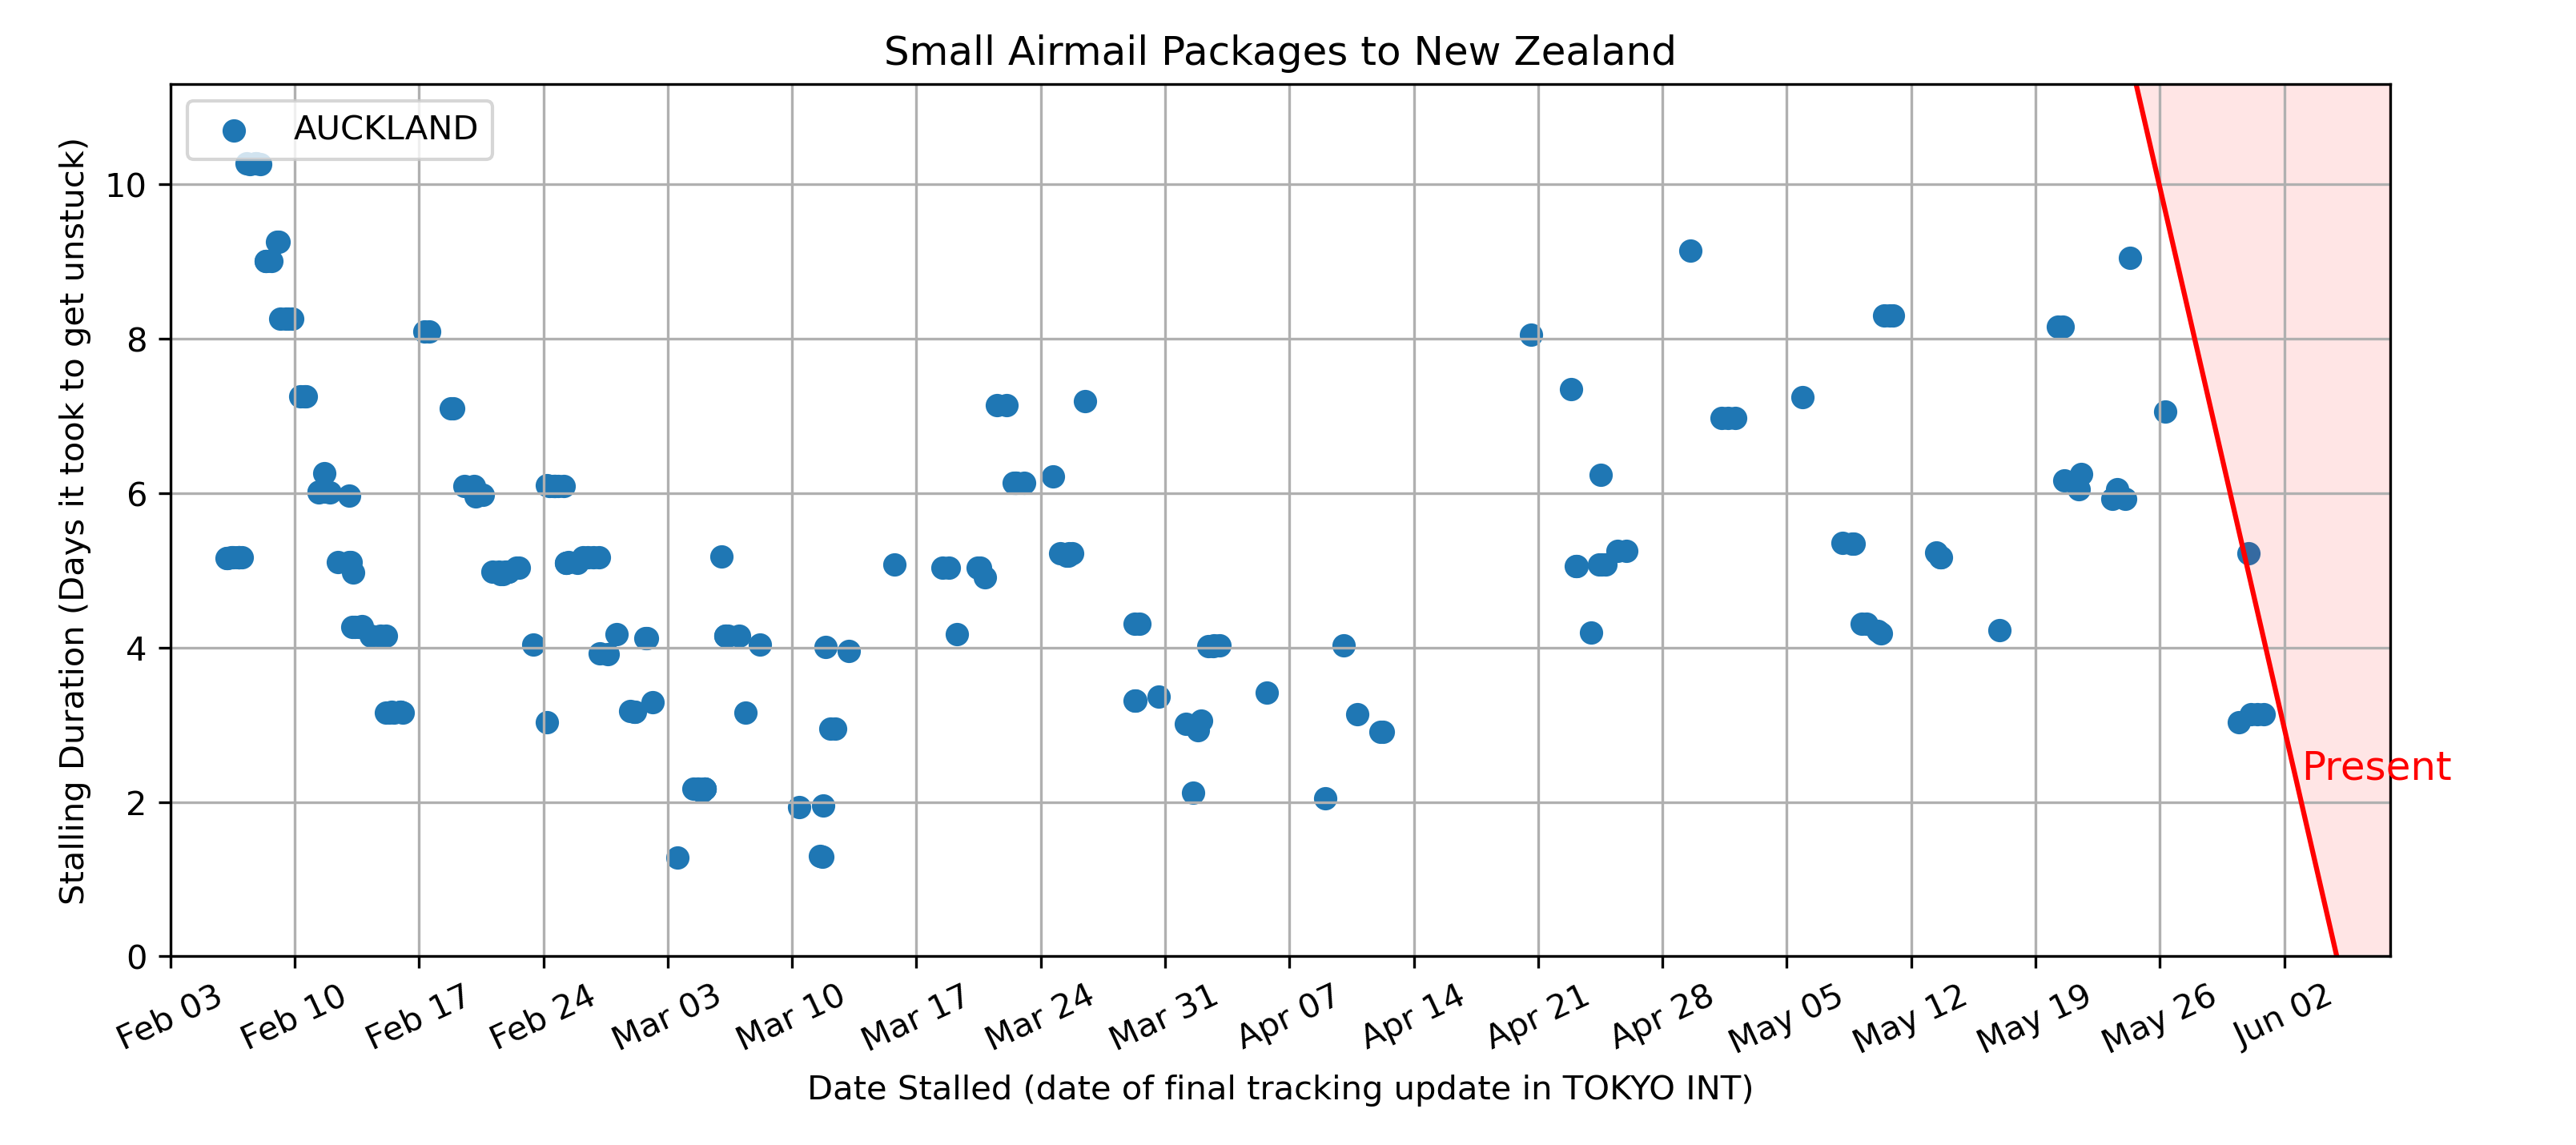 Small Airmail Packages to New Zealand
AUCKLAND
Stalling Duration (Days it took to get unstuck)
10
8
6
4
2
0
Present
Feb 03
Feb 10
Feb 17
Feb 24
Mar 03
Mar 10
Mar 17
Mar 24
Mar 31
Apr 07
Apr 14
Apr 21
Apr 28
May 05
May 12
May 19
May 26
Jun 02
Date Stalled (date of final tracking update in TOKYO INT)